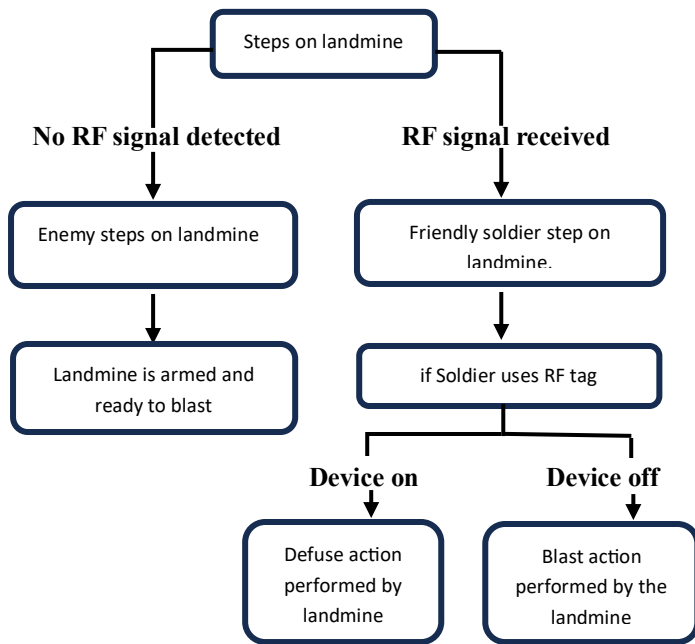 Steps on landmine
No RF signal detected
RF signal received
Enemy steps on landmine
Friendly soldier step on
landmine.
Landmine is armed and
ready to blast
if Soldier uses RF tag
Device on
Device off
Defuse action
performed by
landmine
Blast action
performed by the
landmine